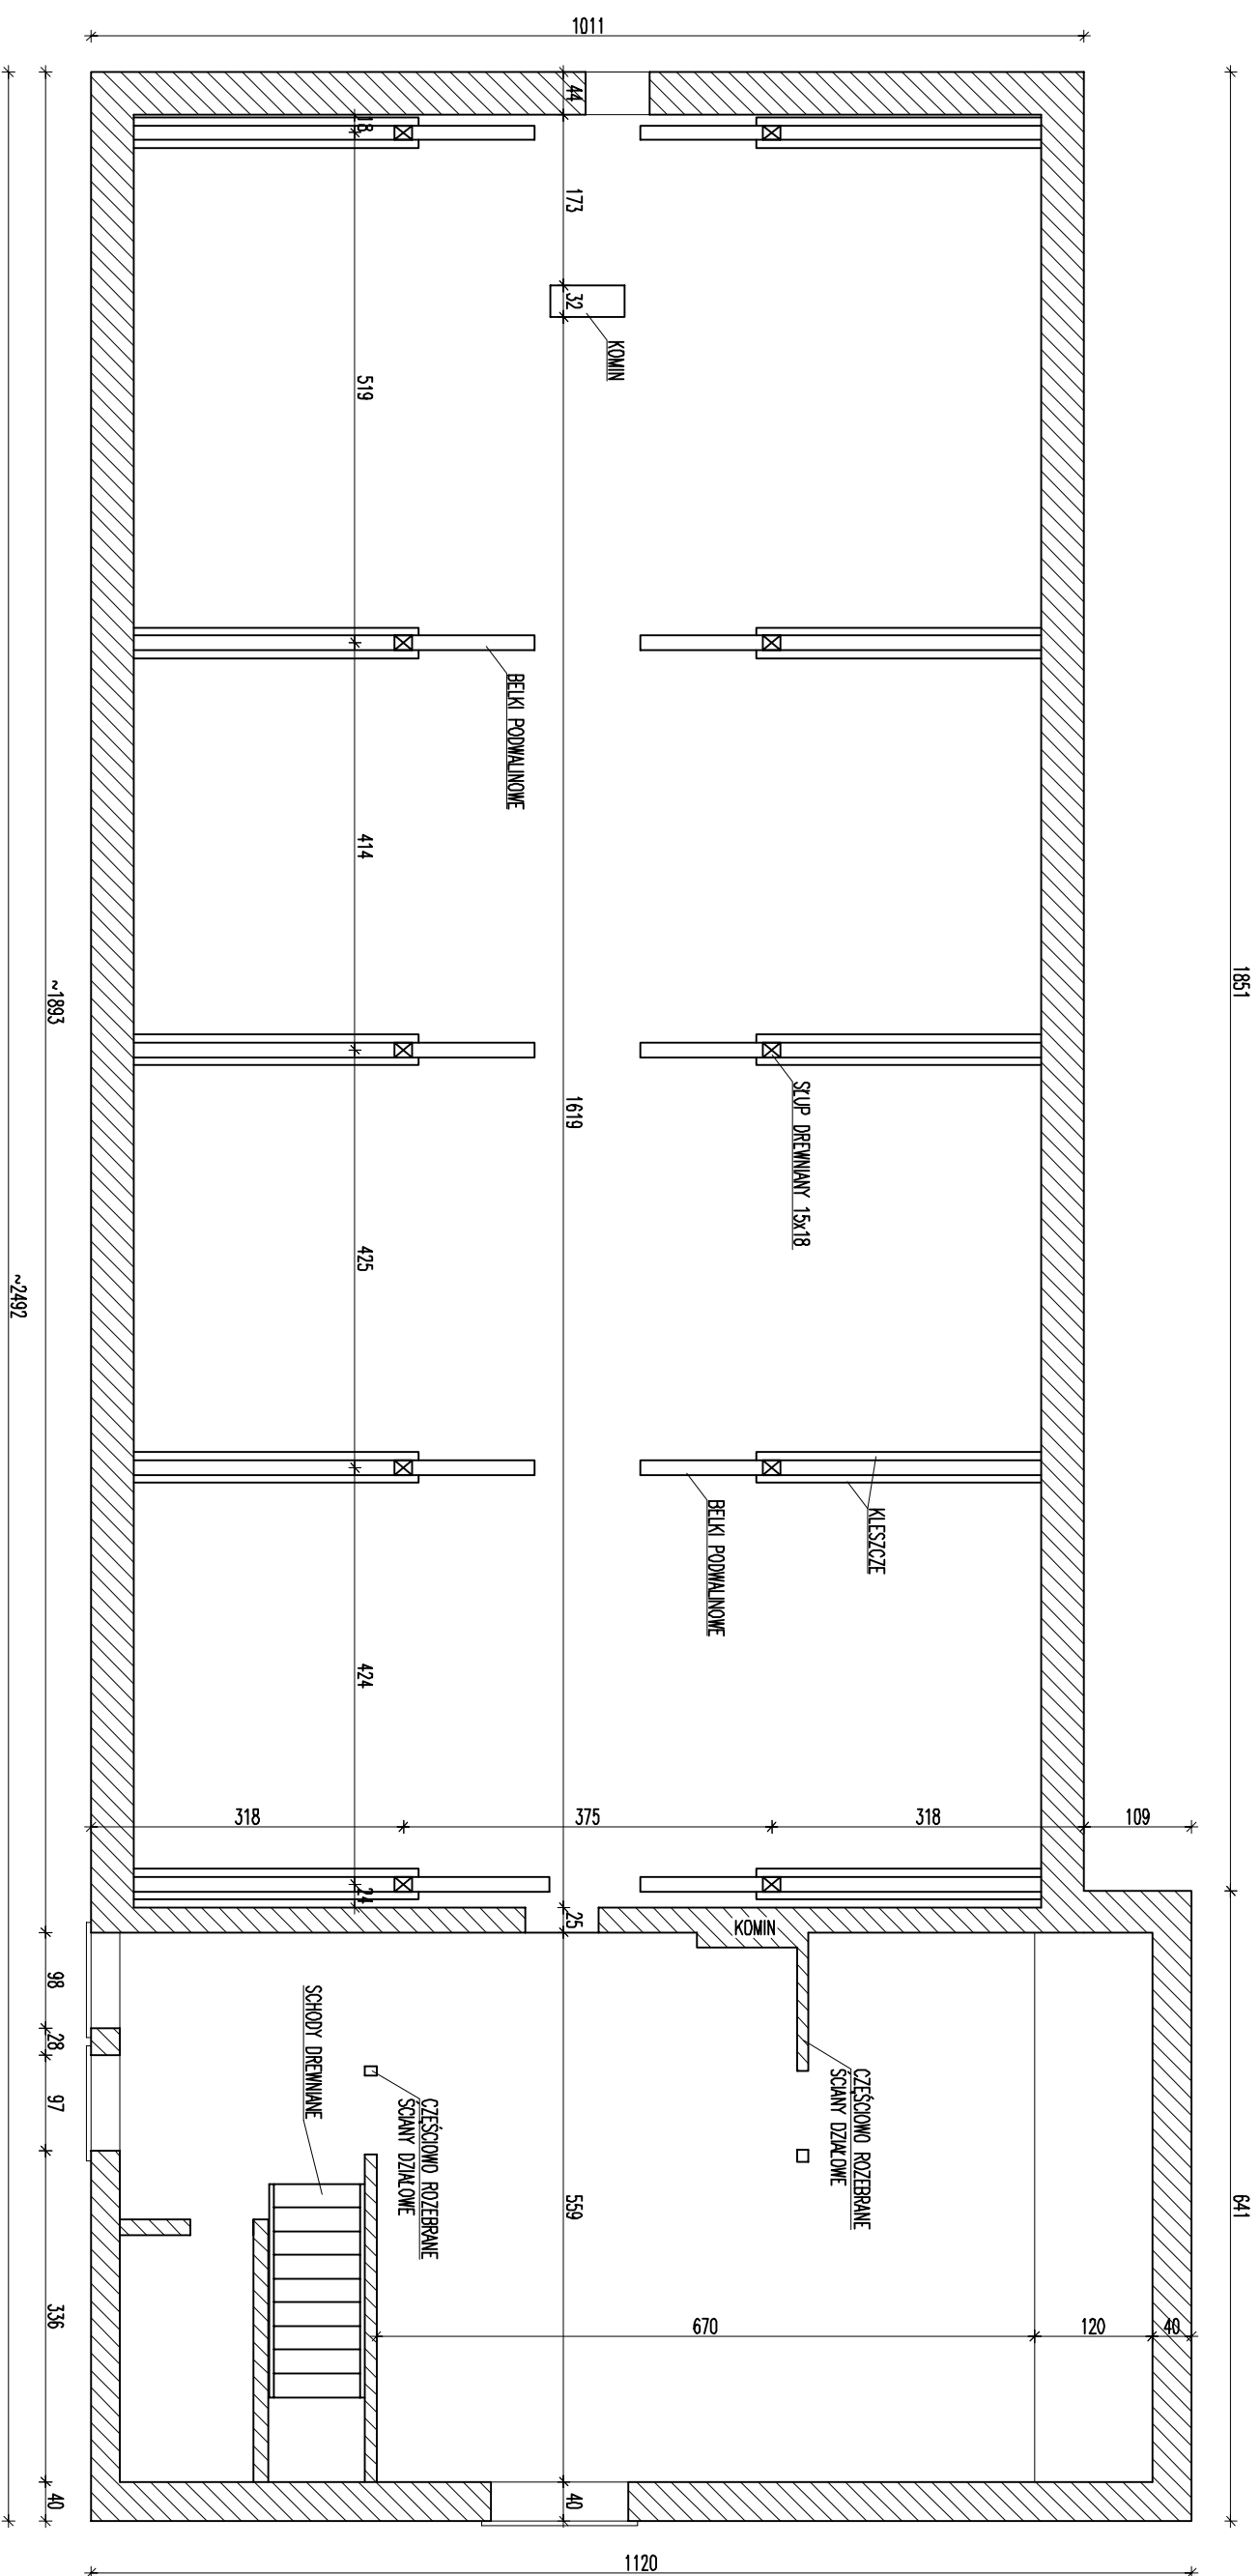 1011
44
18
173
32
KOMIN
519
BELKI PODWALINOWE
414
1851
~1893
SŁUP DREWNIANY 15x18
1619
425
~2492
KLESZCZE
BELKI PODWALINOWE
424
318
375
318
109
24
25
KOMIN
98
28
97
336
40
SCHODY DREWNIANE
CZĘŚCIOWO ROZEBRANE
ŚCIANY DZIAŁOWE
CZĘŚCIOWO ROZEBRANE
ŚCIANY DZIAŁOWE
559
641
670
120
40
40
1120